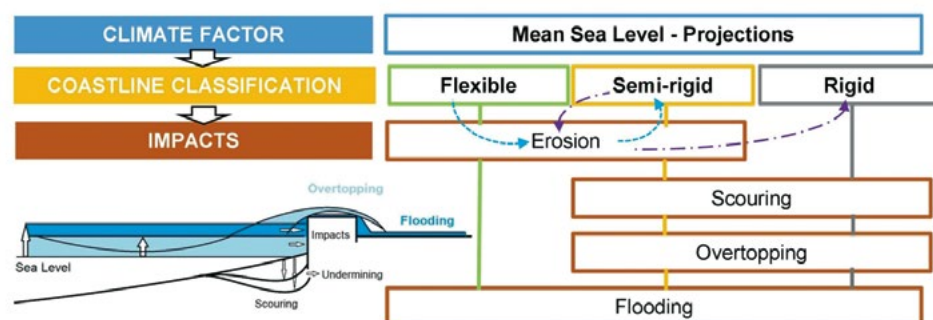 CLIMATE FACTOR
Mean Sea Level - Projections
COASTLINE CLASSIFICATION
Flexible
Semi-rigid
Rigid
IMPACTS
Erosion
Scouring
Overtopping
Flooding
Overtopping
Flooding
Impacts
Sea Level
Undermining
Scouring